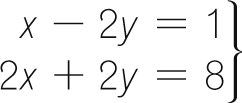 x − 2y = 1
2x + 2y = 8